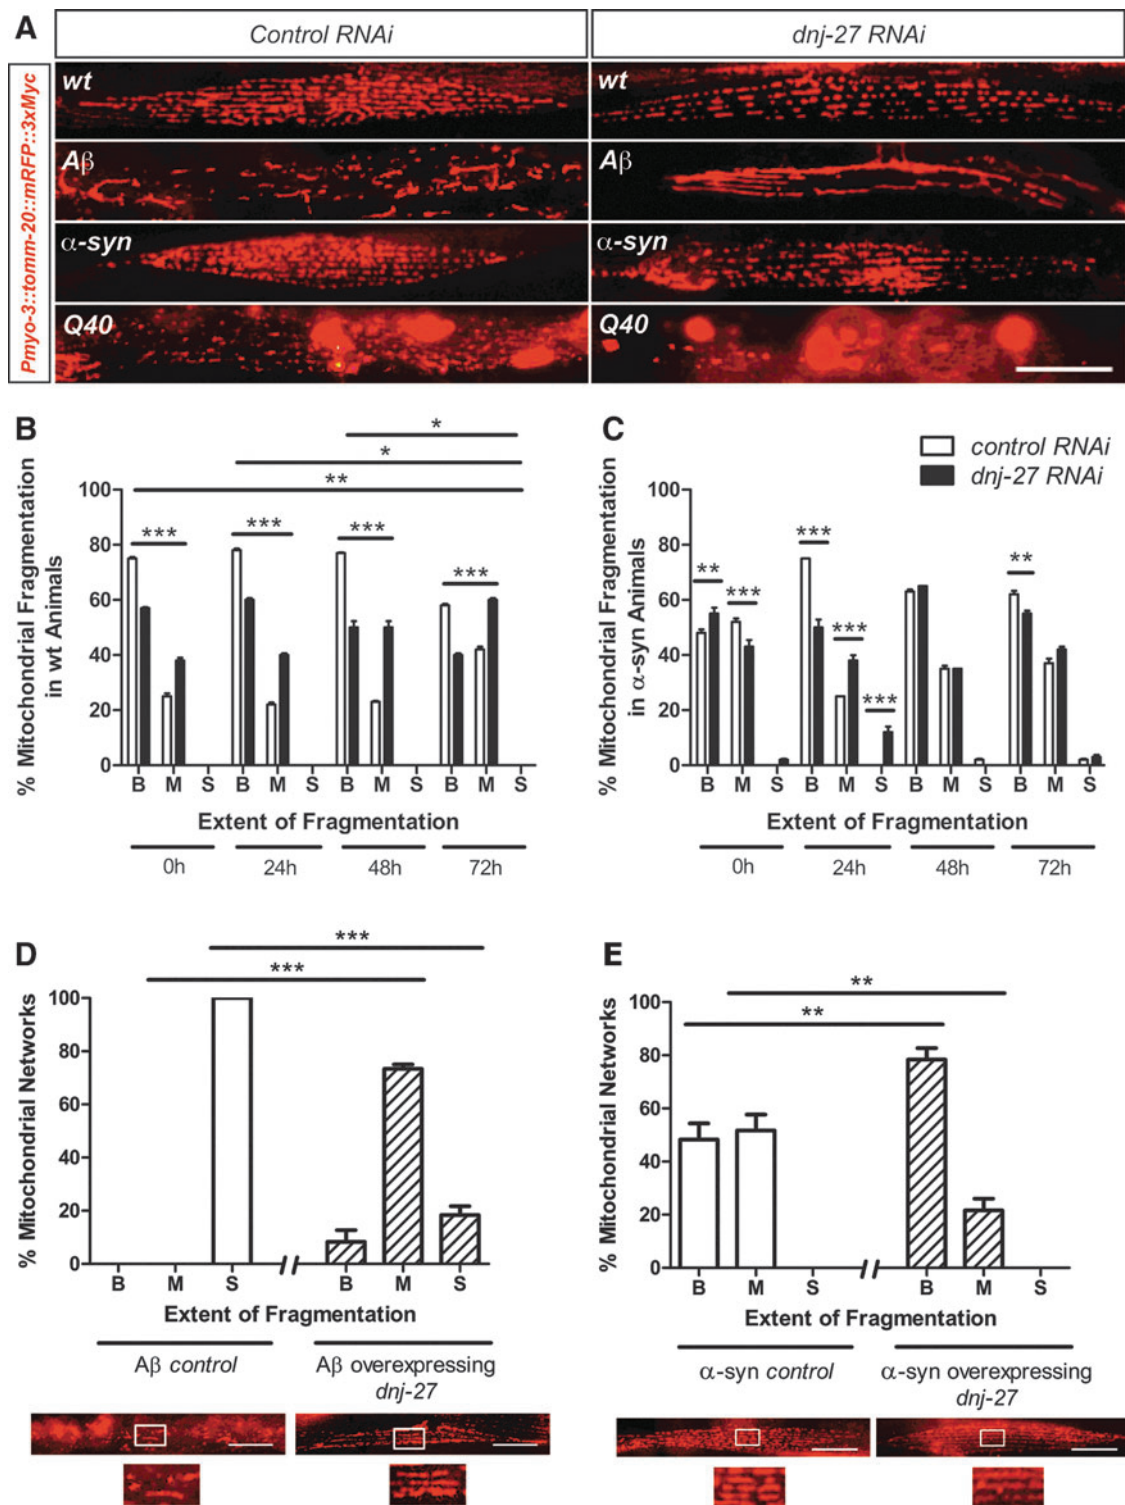 A
Control RNAi
dnj-27 RNAi
Pmyo-3::tomm-20::mRFP::3xMyc
wt
wt
Aβ
Aβ
α-syn
α-syn
Q40
Q40
B
*
*
**
% Mitochondrial Fragmentation
in wt Animals
100
80
60
40
20
0
***
***
***
***
B M S B M S B M S B M S
Extent of Fragmentation
0h 24h 48h 72h
C
control RNAi
dnj-27 RNAi
% Mitochondrial Fragmentation
in α-syn Animals
100
80
60
40
20
0
**
***
***
***
***
**
B M S B M S B M S B M S
Extent of Fragmentation
0h 24h 48h 72h
D
***
***
% Mitochondrial Networks
100
80
60
40
20
0
B M S B M S
Extent of Fragmentation
Aβ control
Aβ overexpressing
dnj-27
E
**
**
% Mitochondrial Networks
100
80
60
40
20
0
B M S B M S
Extent of Fragmentation
α-syn control
α-syn overexpressing
dnj-27